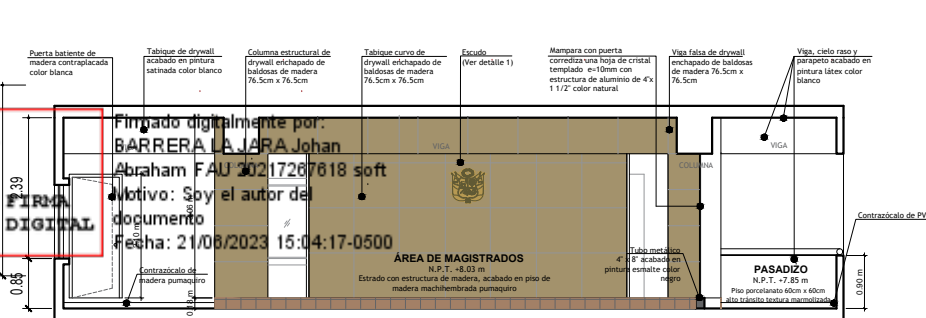 Puerta batiente de
madera contraplacada
color blanca
Tabique de drywall
acabado en pintura
satinada color blanco
Columna estructural de
drywall enchapado de
baldosas de madera
76.5cm x 76.5cm
Tabique curvo de
drywall enchapado de
baldosas de madera
76.5cm x 76.5cm
Escudo
(Ver detalle 1)
Mampara con puerta
corrediza una hoja de cristal
templado e=10mm con
estructura de aluminio de 4"x
1 1/2" color natural
Viga falsa de drywall
enchapado de baldosas
de madera 76.5cm x
76.5cm
Viga, cielo raso y
parapeto acabado en
pintura látex color
blanco
Firmado digitalmente por:
BARRERA LA JARA Johan
Abraham FAU 20217267618 soft
Motivo: Soy el autor del
documento
Fecha: 21/06/2023 15:04:17-0500
FIRMA
DIGITAL
VIGA
VIGA
COLUMNA
2.39
0.85
Contrazócalo de
madera pumaquiro
ÁREA DE MAGISTRADOS
N.P.T. +8.03 m
Estrado con estructura de madera, acabado en piso de
madera machihembrada pumaquiro
Tubo metálico
4" x 8" acabado en
pintura esmalte color
negro
PASADIZO
N.P.T. +7.85 m
Piso porcelanato 60cm x 60cm
alto tránsito textura marmolizada
Contrazócalo de PV
0.90 m
0.18 m